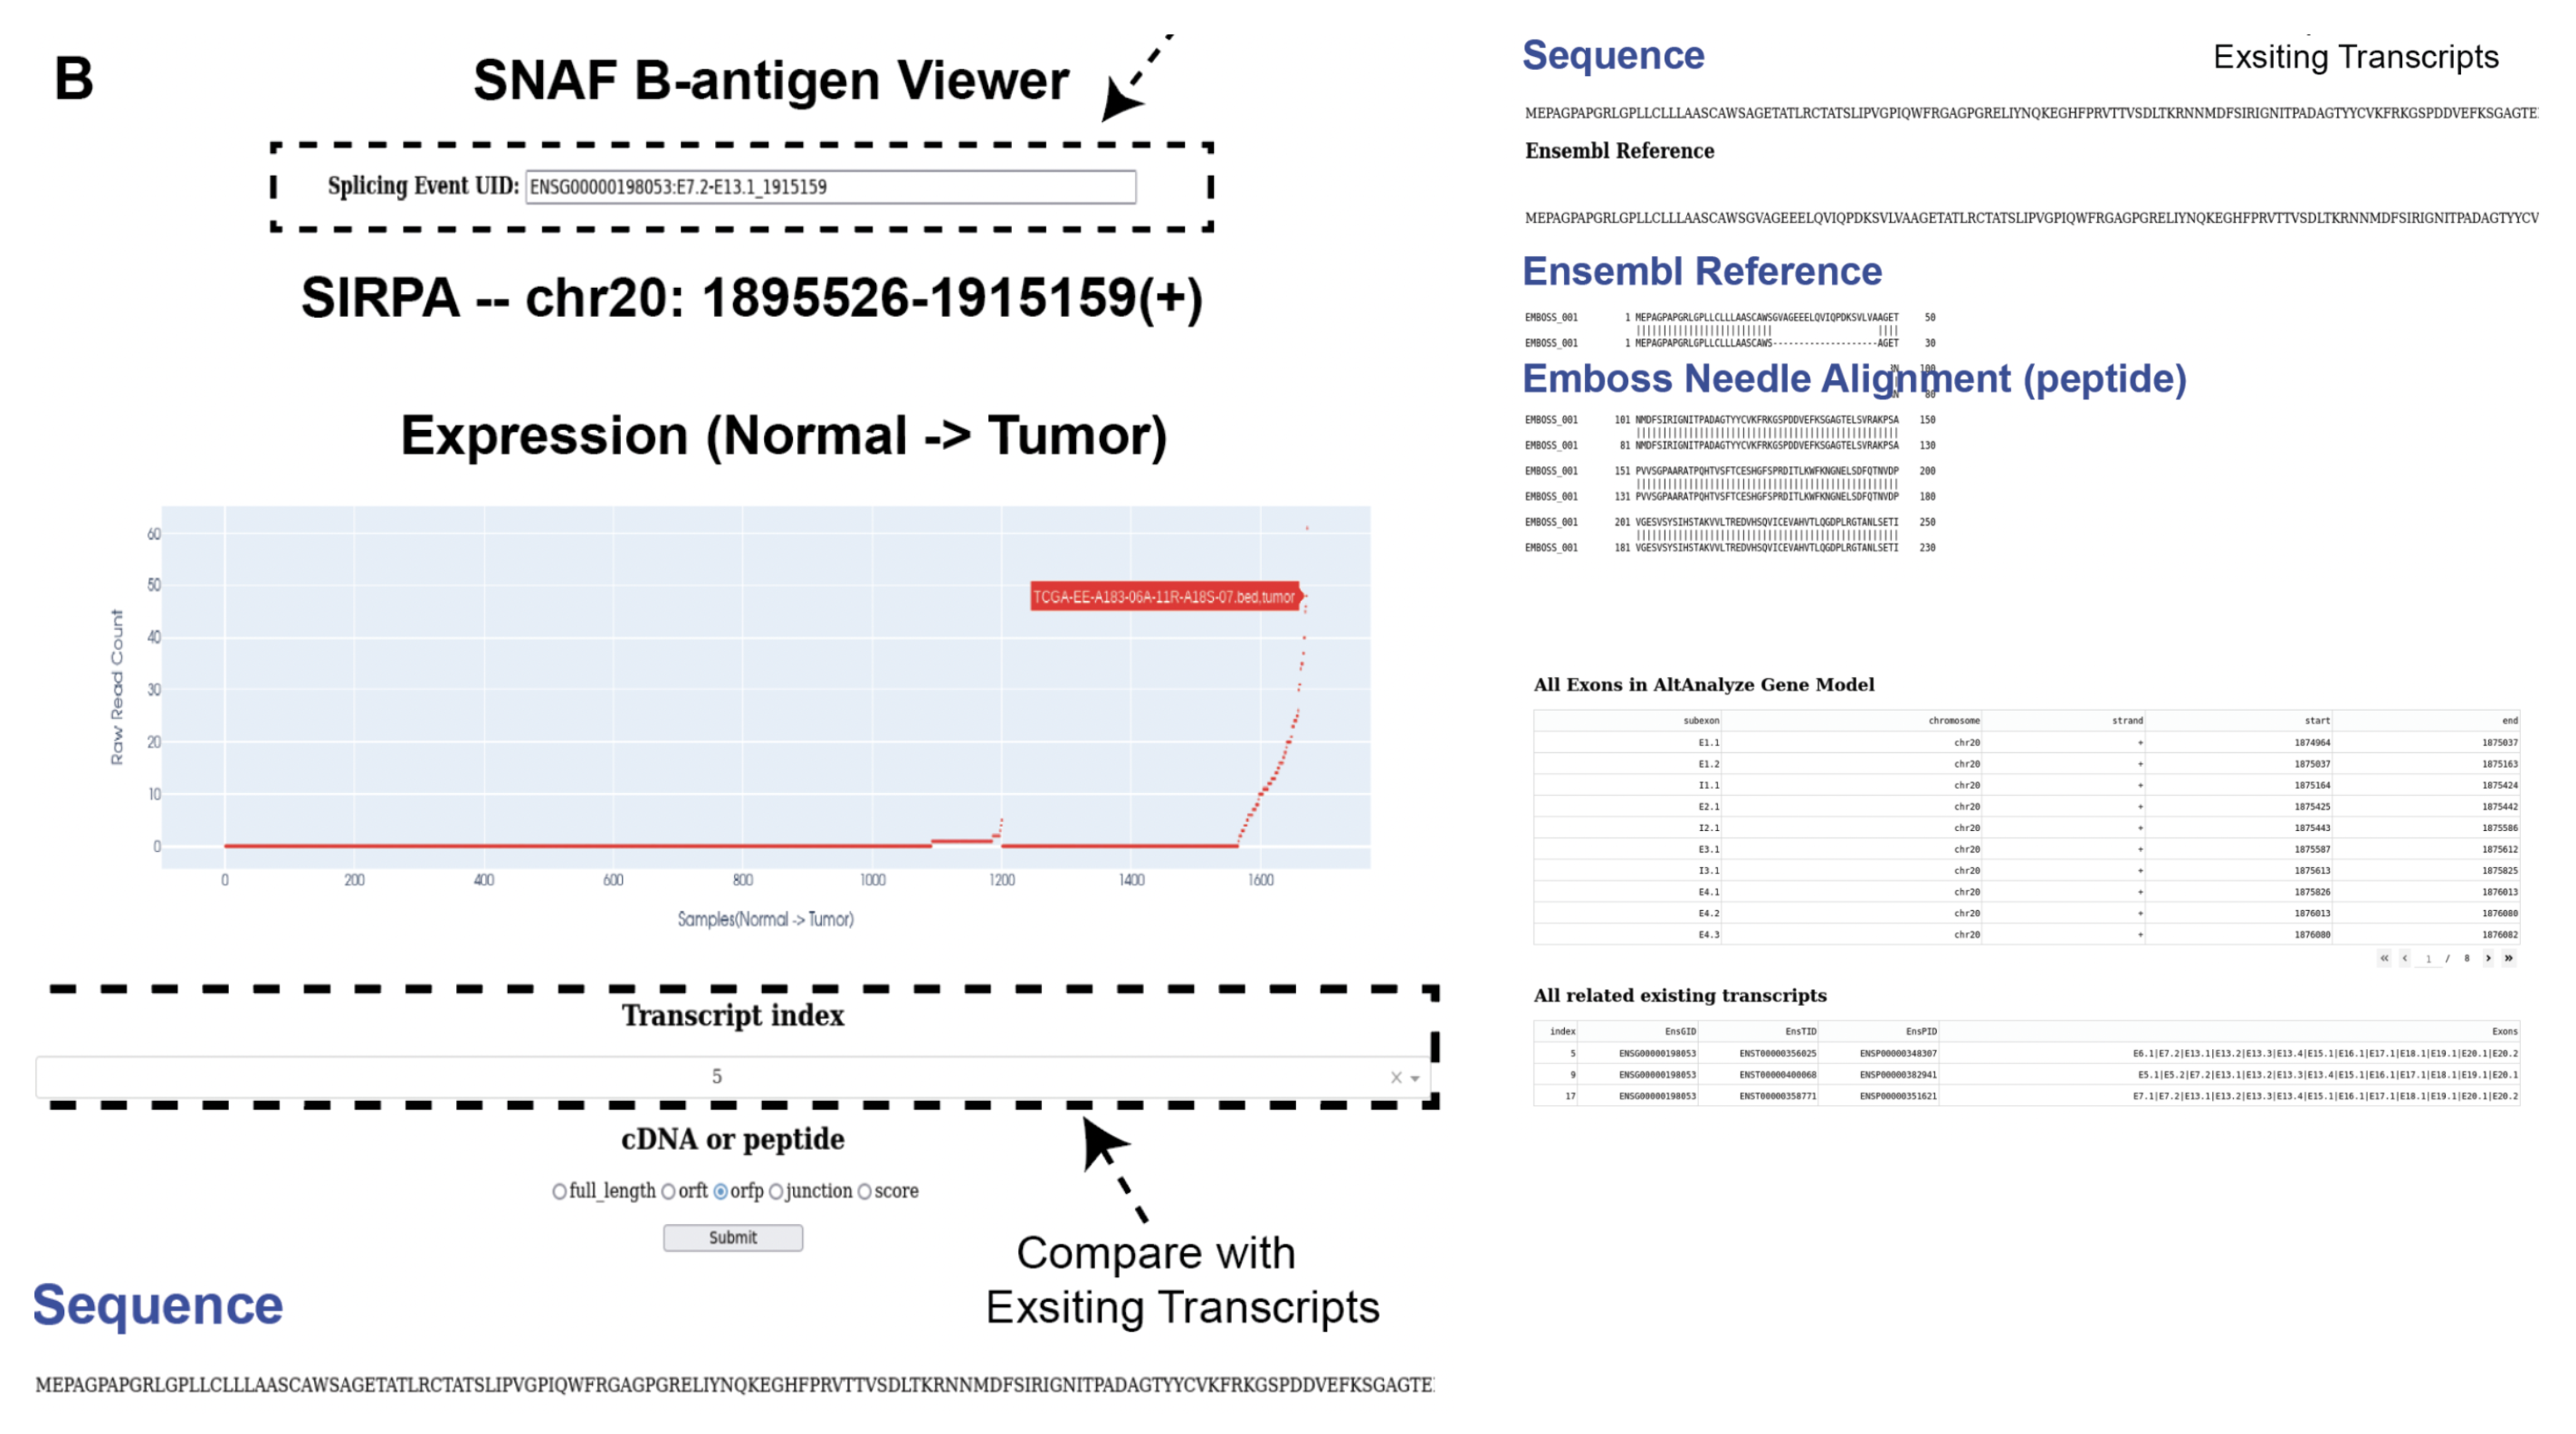 B
SNAF B-antigen Viewer
Splicing Event UID: ENSG00000198053:E7.2-E13.1_1915159
SIRPA -- chr20: 1895526-1915159(+)
Expression (Normal -> Tumor)
60
50
40
30
20
10
0
Raw Read Count
TCGA-EE-A183-06A-11R-A18S-07.bed,tumor
0 200 400 600 800 1000 1200 1400 1600
Samples(Normal -> Tumor)
Transcript index
5
cDNA or peptide
full_length orft orfp junction score
Submit
Compare with
Exsiting Transcripts
Sequence
MEPAGPAPGRLGPLLCLLLAASCAWSAGETATLRCTATSLIPVGPIQWFRGAGPGRELIYNQKEGHFPRVTTVSDLTKRNNMDFSIRIGNITPADAGTYYCVKFRKGSPDDVEFKSGAGTE
Sequence
Exsiting Transcripts
MEPAGPAPGRLGPLLCLLLAASCAWSAGETATLRCTATSLIPVGPIQWFRGAGPGRELIYNQKEGHFPRVTTVSDLTKRNNMDFSIRIGNITPADAGTYYCVKFRKGSPDDVEFKSGAGTE
Ensembl Reference
MEPAGPAPGRLGPLLCLLLAASCAWSGVAGEEELQVIQPDKSVLVAAGETATLRCTATSLIPVGPIQWFRGAGPGRELIYNQKEGHFPRVTTVSDLTKRNNMDFSIRIGNITPADAGTYYCV
Ensembl Reference
EMBOSS_001 1 MEPAGPAPGRLGPLLCLLLAASCAWSGVAGEEELQVIQPDKSVLVAAGET 50
EMBOSS_001 1 MEPAGPAPGRLGPLLCLLLAASCAWS--------------------AGET 30
100
Emboss Needle Alignment (peptide)
80
EMBOSS_001 101 NMDFSIRIGNITPADAGTYYCVKFRKGSPDDVEFKSGAGTELSVRAKPSA 150
EMBOSS_001 81 NMDFSIRIGNITPADAGTYYCVKFRKGSPDDVEFKSGAGTELSVRAKPSA 130
EMBOSS_001 151 PVVSGPAARATPQHTVSFTCESHGFSPRDITLKWFKNGNELSDFQTNVDP 200
EMBOSS_001 131 PVVSGPAARATPQHTVSFTCESHGFSPRDITLKWFKNGNELSDFQTNVDP 180
EMBOSS_001 201 VGESVSYSIHSTAKVVLTREDVHSQVICEVAHVTLQGDPLRGTANLSETI 250
EMBOSS_001 181 VGESVSYSIHSTAKVVLTREDVHSQVICEVAHVTLQGDPLRGTANLSETI 230
All Exons in AltAnalyze Gene Model
subexon chromosome strand start end
E1.1 chr20 + 1874964 1875037
E1.2 chr20 + 1875037 1875163
I1.1 chr20 + 1875164 1875424
E2.1 chr20 + 1875425 1875442
I2.1 chr20 + 1875443 1875586
E3.1 chr20 + 1875587 1875612
I3.1 chr20 + 1875613 1875825
E4.1 chr20 + 1875826 1876013
E4.2 chr20 + 1876013 1876080
E4.3 chr20 + 1876080 1876082
1 / 8
All related existing transcripts
index EnsGID EnsTID EnsPID Exons
5 ENSG00000198053 ENST00000356025 ENSP00000348307 E6.1|E7.2|E13.1|E13.2|E13.3|E13.4|E15.1|E16.1|E17.1|E18.1|E19.1|E20.1|E20.2
9 ENSG00000198053 ENST00000400068 ENSP00000382941 E5.1|E5.2|E7.2|E13.1|E13.2|E13.3|E13.4|E15.1|E16.1|E17.1|E18.1|E19.1|E20.1
17 ENSG00000198053 ENST00000358771 ENSP00000351621 E7.1|E7.2|E13.1|E13.2|E13.3|E13.4|E15.1|E16.1|E17.1|E18.1|E19.1|E20.1|E20.2